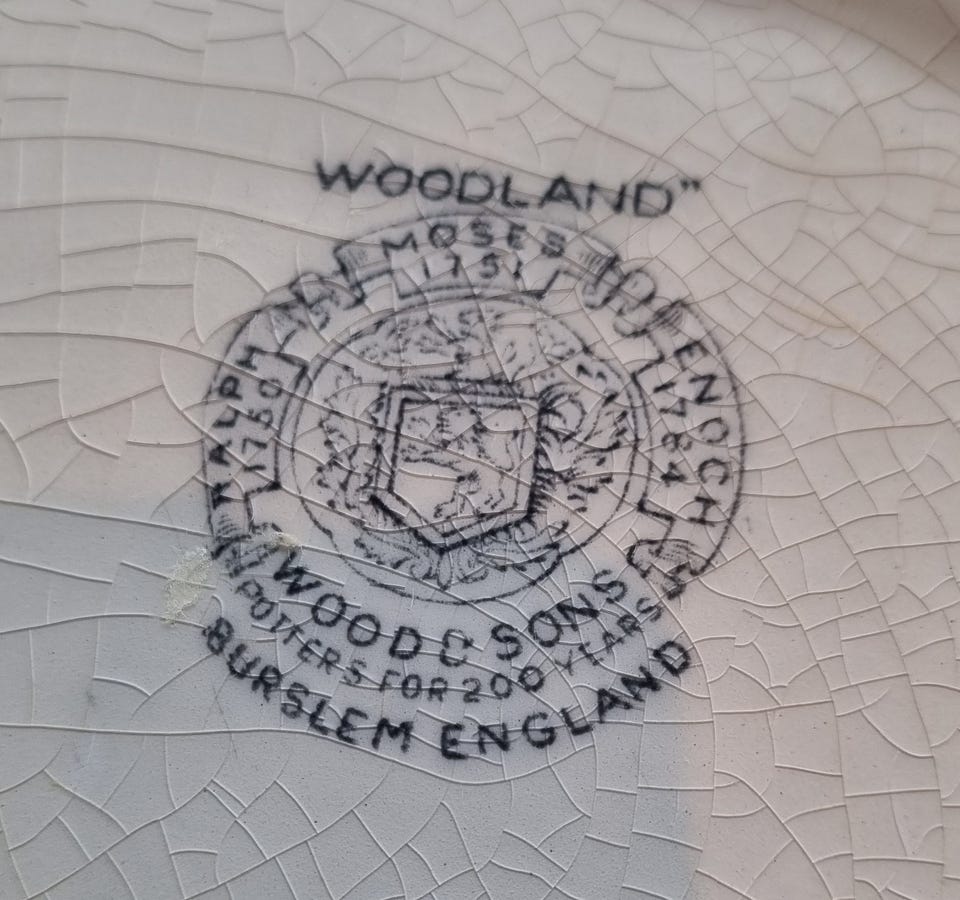 WOODLAND"
MOSES
1751
RALPH
1750
ENOCH
1784
WOOD & SONS
POTTERS FOR 200 YEARS
BURSLEM ENGLAND